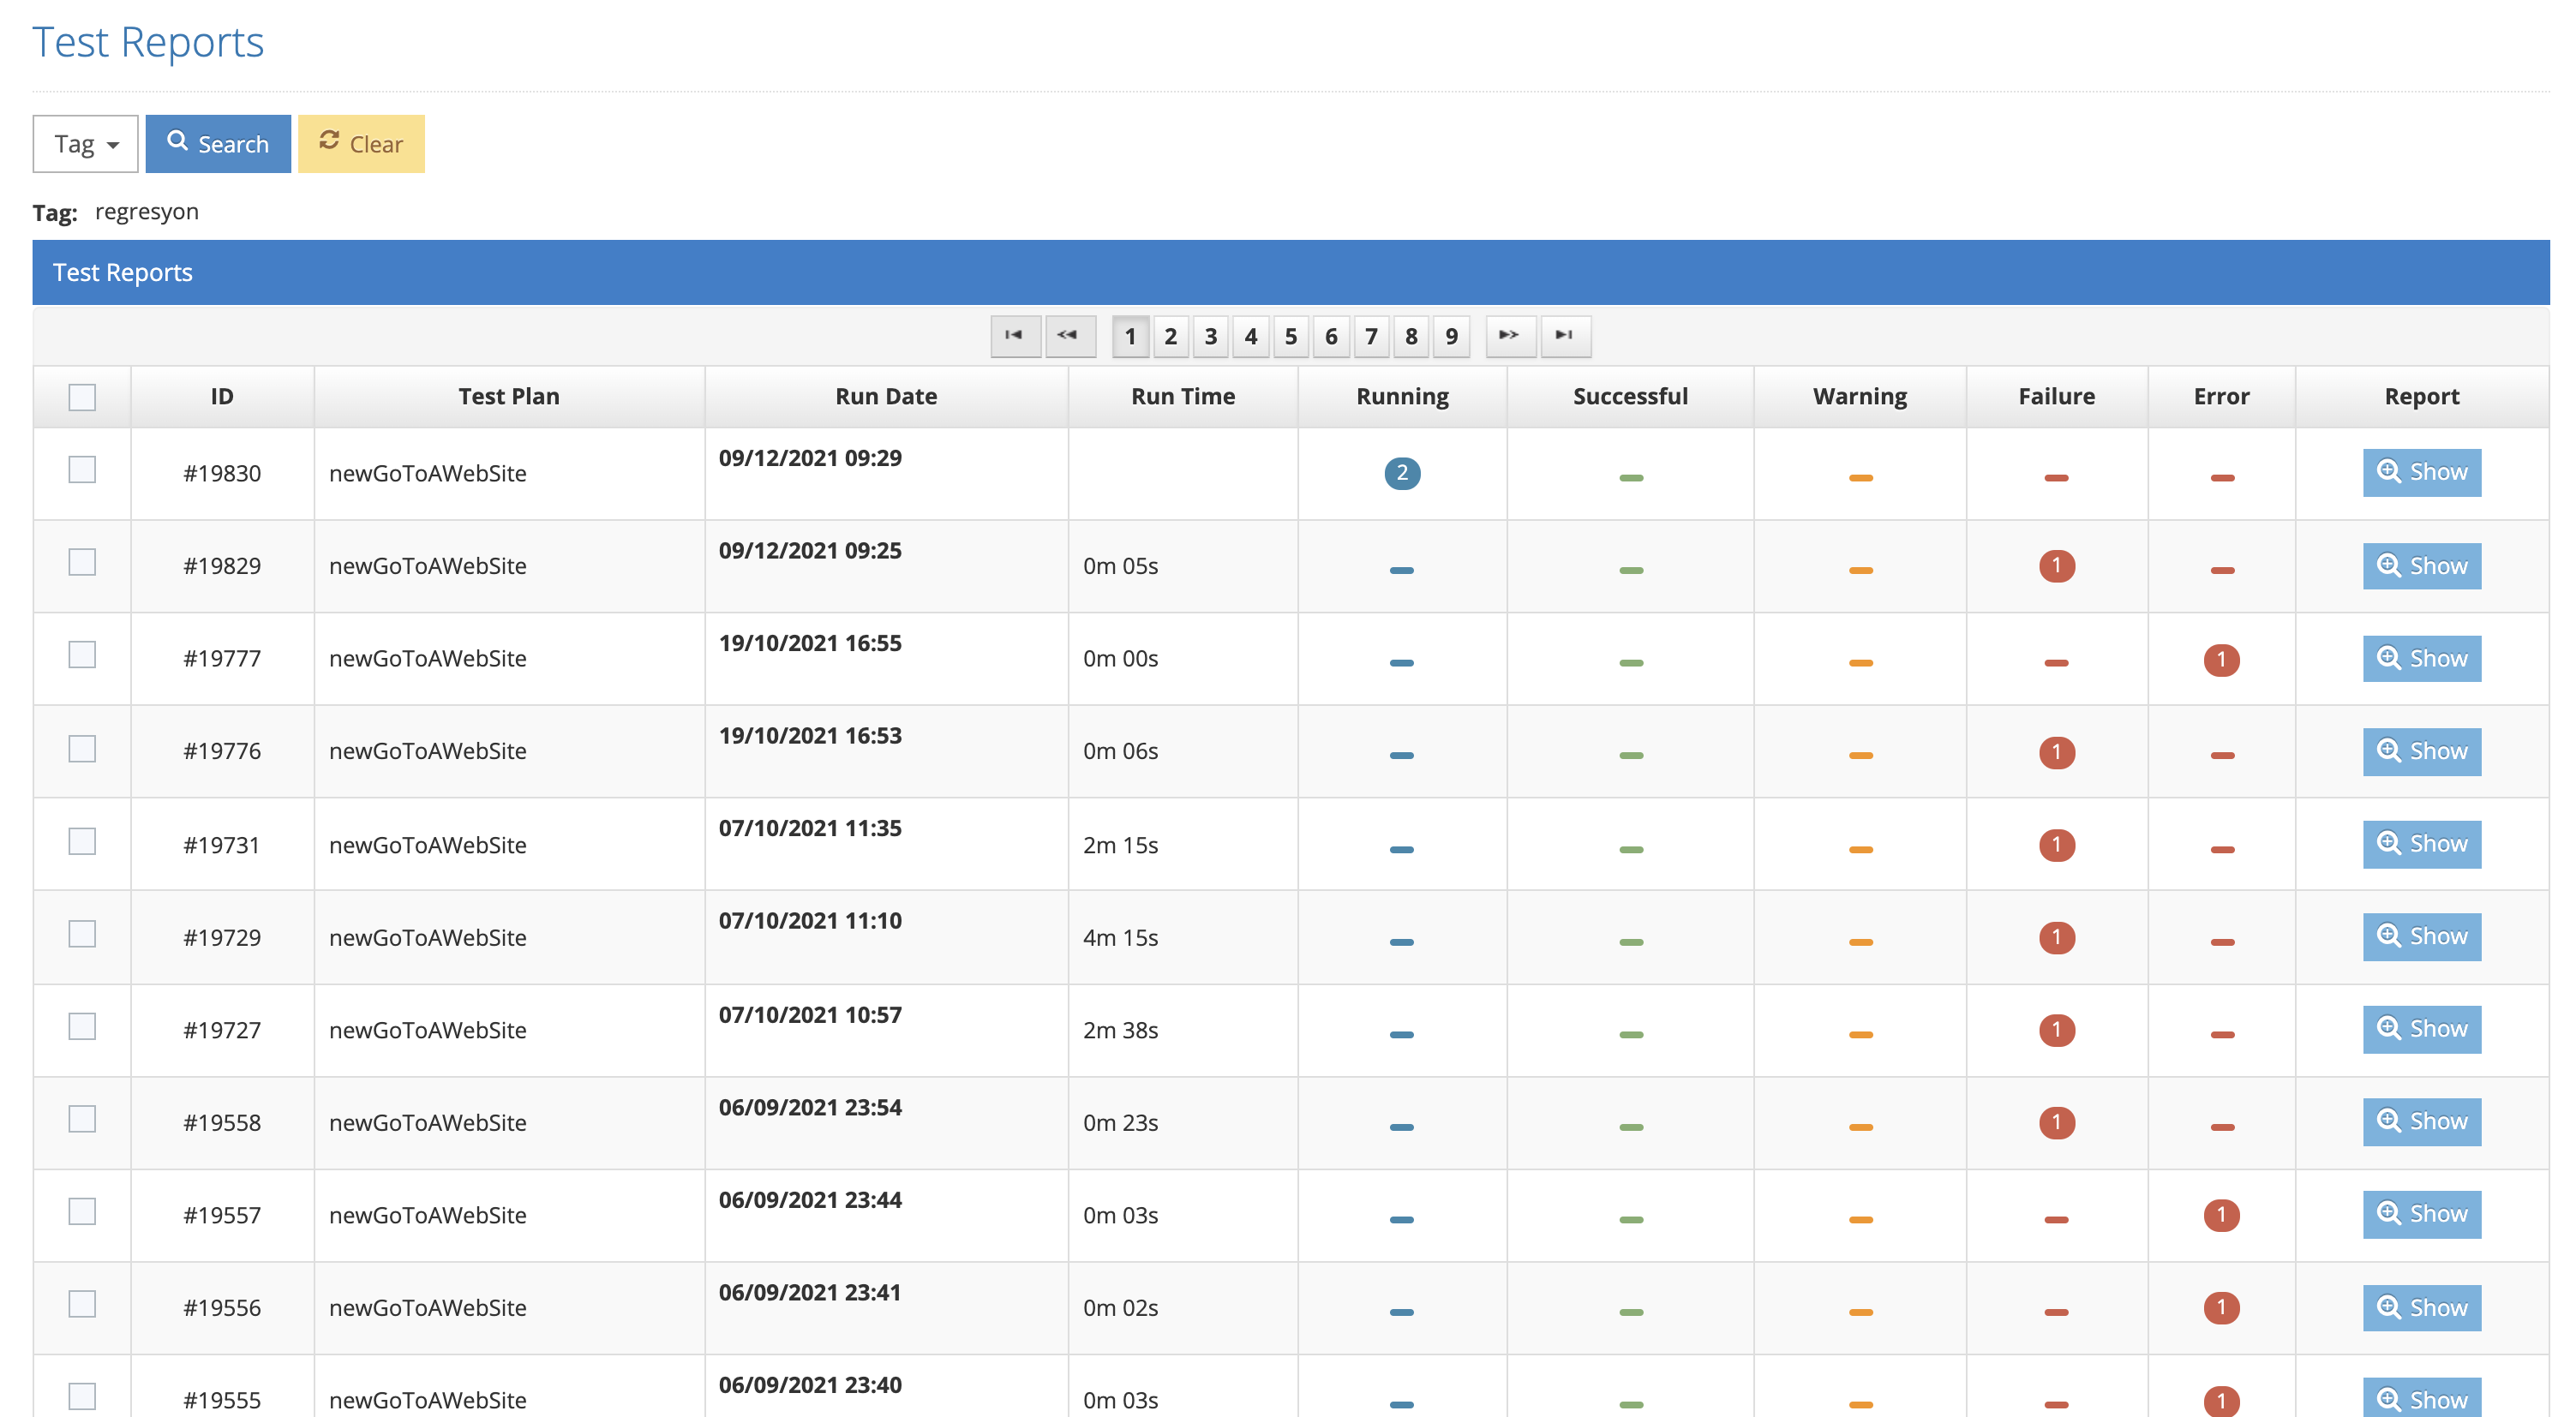 Test Reports
Tag Search Clear
Tag: regresyon
Test Reports
1 2 3 4 5 6 7 8 9
ID Test Plan Run Date Run Time Running Successful Warning Failure Error Report
#19830 newGoToAWebSite 09/12/2021 09:29 2 Show
#19829 newGoToAWebSite 09/12/2021 09:25 0m 05s 1 Show
#19777 newGoToAWebSite 19/10/2021 16:55 0m 00s 1 Show
#19776 newGoToAWebSite 19/10/2021 16:53 0m 06s 1 Show
#19731 newGoToAWebSite 07/10/2021 11:35 2m 15s 1 Show
#19729 newGoToAWebSite 07/10/2021 11:10 4m 15s 1 Show
#19727 newGoToAWebSite 07/10/2021 10:57 2m 38s 1 Show
#19558 newGoToAWebSite 06/09/2021 23:54 0m 23s 1 Show
#19557 newGoToAWebSite 06/09/2021 23:44 0m 03s 1 Show
#19556 newGoToAWebSite 06/09/2021 23:41 0m 02s 1 Show
#19555 newGoToAWebSite 06/09/2021 23:40 0m 03s 1 Show